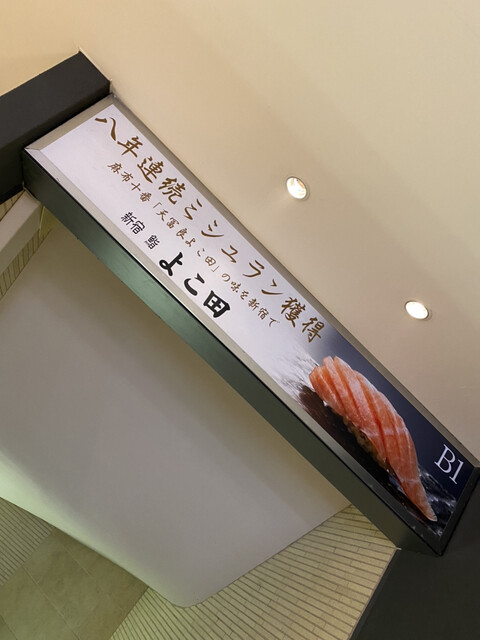 八年連続ミシュラン獲得
麻布十番「天冨良よこ田」の味を新宿で
新宿 鮨 よこ田
B1